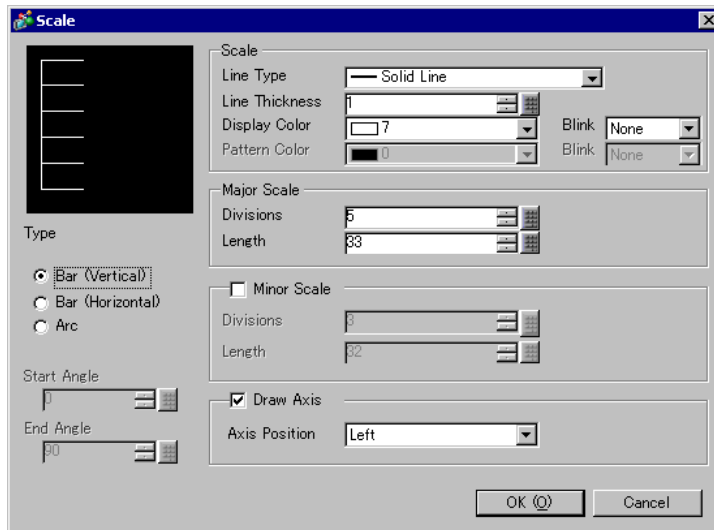 Scale
Scale
Line Type
Solid Line
Line Thickness
1
Display Color
7
Blink
None
Pattern Color
0
Blink
None
Major Scale
Divisions
5
Length
33
Type
Bar (Vertical)
Bar (Horizontal)
Arc
Minor Scale
Divisions
3
Length
32
Start Angle
0
End Angle
90
Draw Axis
Axis Position
Left
OK (O)
Cancel